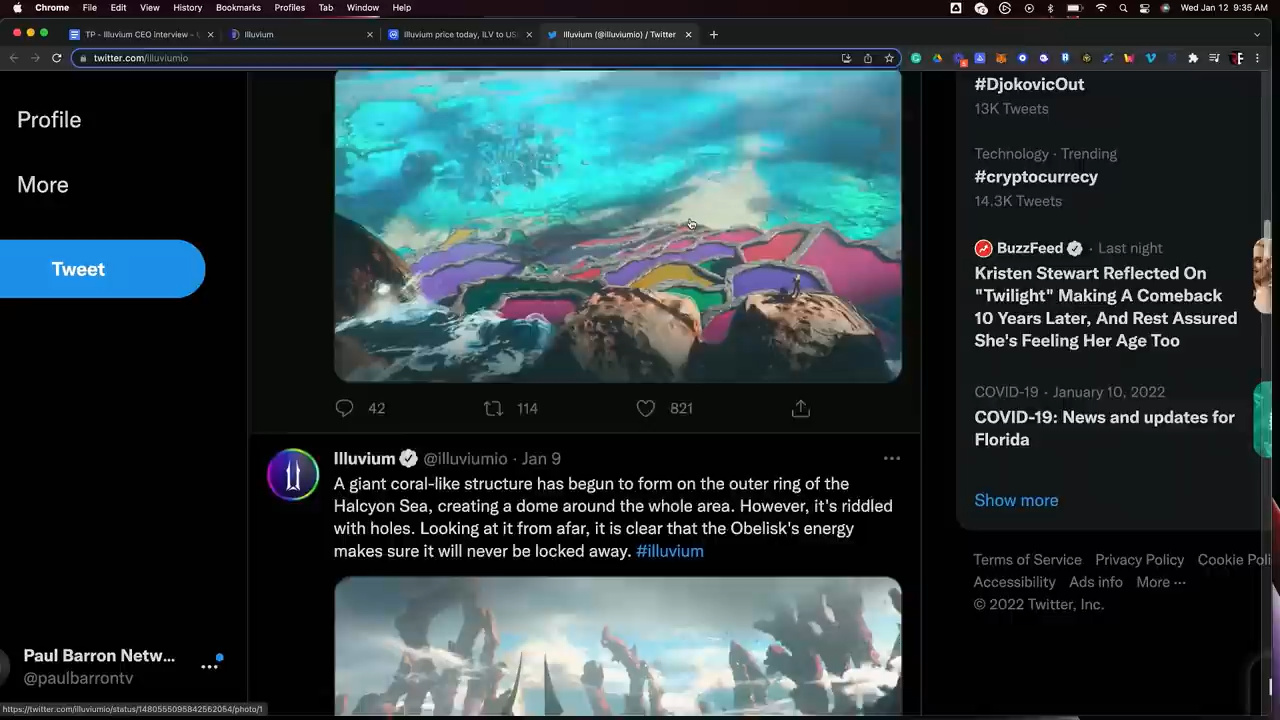 Chrome File Edit View History Bookmarks Profiles Tab Window Help
Wed Jan 12 9:35 AM
TP - Illuvium CEO Interview -
Illuvium
Illuvium price today, ILV to US
Illuvium (@illuviumio) / Twitter
twitter.com/illuviumio
Profile
More
Tweet
Paul Barron Netw...
@paulbarrontv
42
114
821
Illuvium @illuviumio · Jan 9
A giant coral-like structure has begun to form on the outer ring of the
Halcyon Sea, creating a dome around the whole area. However, it's riddled
with holes. Looking at it from afar, it is clear that the Obelisk's energy
makes sure it will never be locked away. #illuvium
#DjokovicOut
13K Tweets
Technology · Trending
#cryptocurrecy
14.3K Tweets
BuzzFeed · Last night
Kristen Stewart Reflected On
"Twilight" Making A Comeback
10 Years Later, And Rest Assured
She's Feeling Her Age Too
COVID-19 · January 10, 2022
COVID-19: News and updates for
Florida
Show more
Terms of Service Privacy Policy Cookie Poli
Accessibility Ads info More ···
© 2022 Twitter, Inc.
https://twitter.com/illuviumio/status/1480555095842562054/photo/1